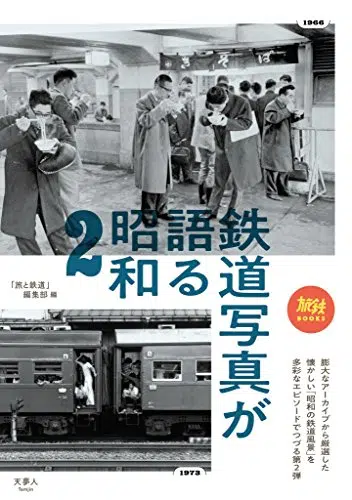 1966
きそば
鉄道写真が
語る
昭和
2
「旅と鉄道」
編集部 編
旅鉄
BOOKS
膨大なアーカイブから厳選した
懐かしい「昭和の鉄道風景」を
多彩なエピソードでつづる第2弾
1973
天夢人
Temjin